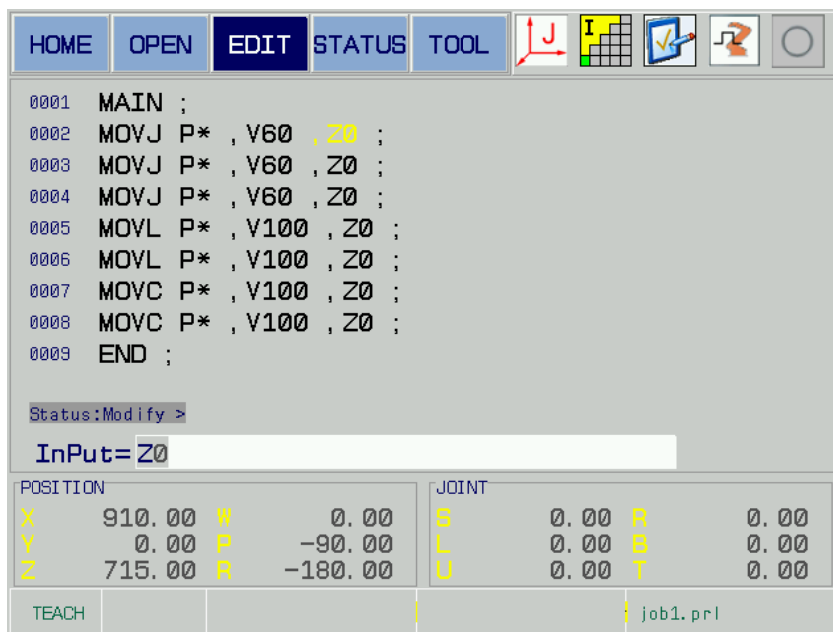 HOME OPEN EDIT STATUS TOOL J I
0001 MAIN ;
0002 MOVJ P* , V60 , Z0 ;
0003 MOVJ P* , V60 , Z0 ;
0004 MOVJ P* , V60 , Z0 ;
0005 MOVL P* , V100 , Z0 ;
0006 MOVL P* , V100 , Z0 ;
0007 MOVC P* , V100 , Z0 ;
0008 MOVC P* , V100 , Z0 ;
0009 END ;
Status:Modify >
InPut= Z0
POSITION JOINT
X 910.00 W 0.00 S 0.00 R 0.00
Y 0.00 P -90.00 L 0.00 B 0.00
Z 715.00 R -180.00 U 0.00 T 0.00
TEACH job1.prl